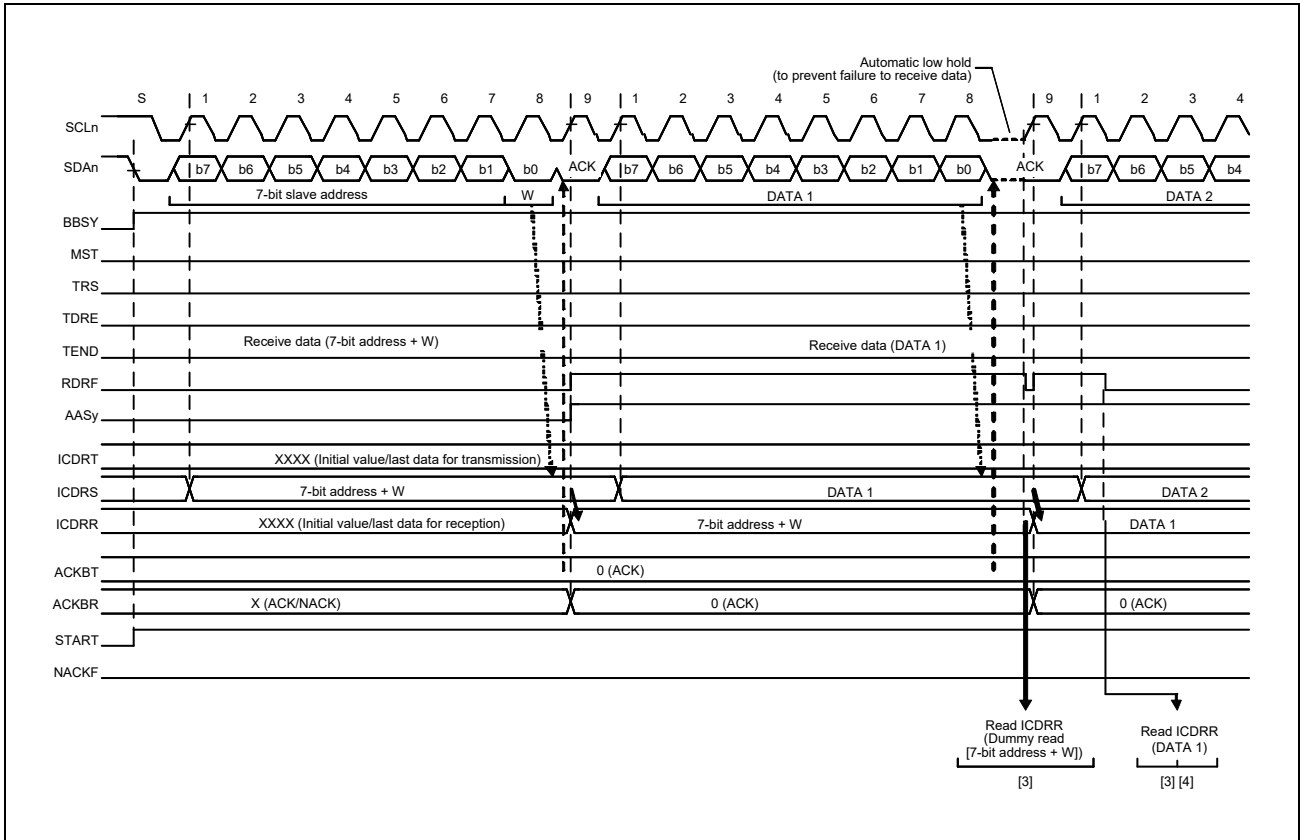 Automatic low hold
(to prevent failure to receive data)
S 1 2 3 4 5 6 7 8 9 1 2 3 4 5 6 7 8 9 1 2 3 4
SCLn
SDAn b7 b6 b5 b4 b3 b2 b1 b0 ACK b7 b6 b5 b4 b3 b2 b1 b0 ACK b7 b6 b5 b4
7-bit slave address W DATA 1 DATA 2
BBSY
MST
TRS
TDRE
Receive data (7-bit address + W) Receive data (DATA 1)
TEND
RDRF
AASy
ICDRT XXXX (Initial value/last data for transmission)
ICDRS 7-bit address + W DATA 1 DATA 2
ICDRR XXXX (Initial value/last data for reception) 7-bit address + W DATA 1
ACKBT 0 (ACK)
ACKBR X (ACK/NACK) 0 (ACK) 0 (ACK)
START
NACKF
Read ICDRR
(Dummy read
[7-bit address + W])
[3]
Read ICDRR
(DATA 1)
[3] [4]